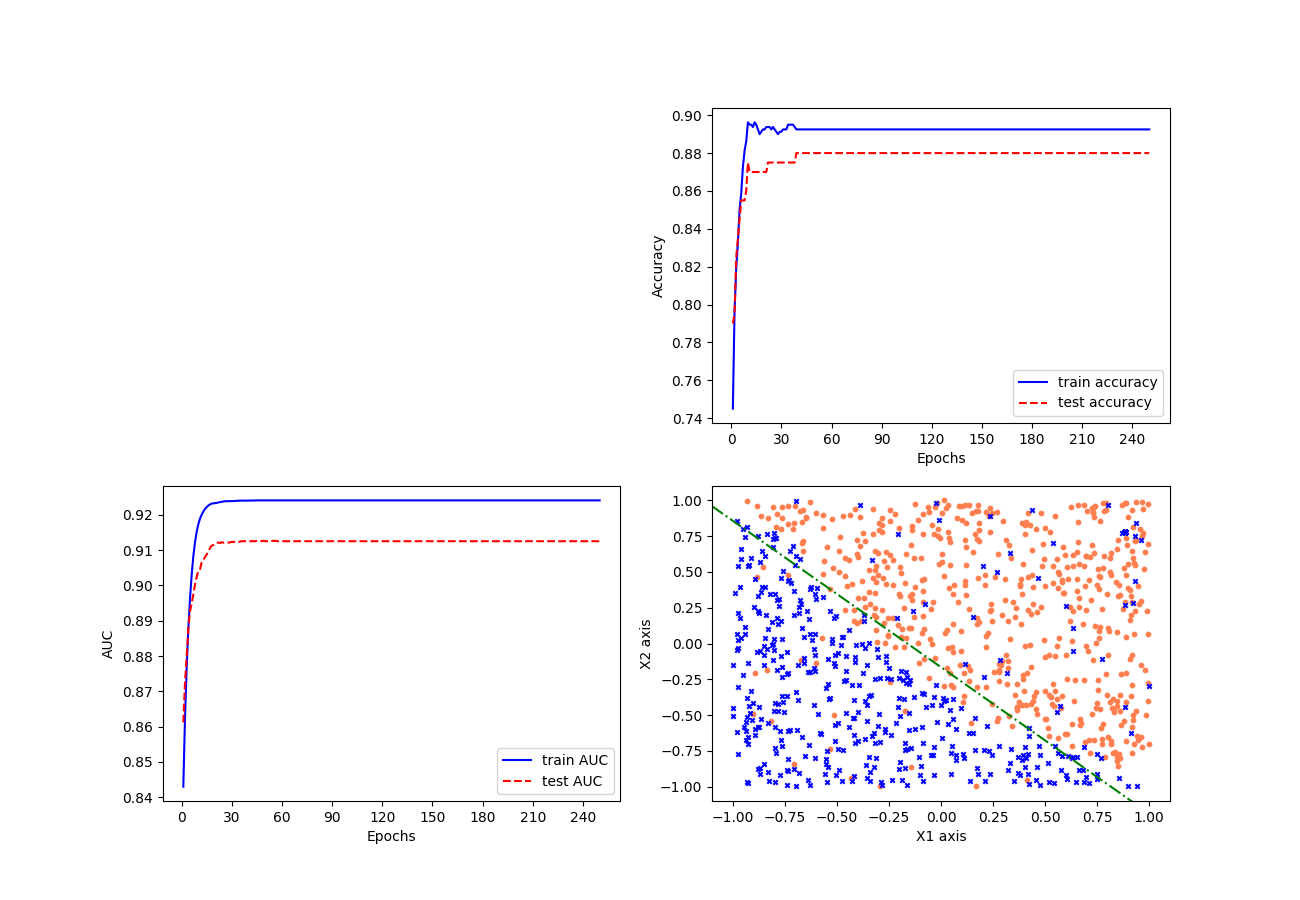 0.90
0.88
0.86
0.84
0.82
0.80
0.78
0.76
0.74
Accuracy
train accuracy
test accuracy
0 30 60 90 120 150 180 210 240
Epochs
0.92
0.91
0.90
0.89
0.88
0.87
0.86
0.85
0.84
AUC
train AUC
test AUC
0 30 60 90 120 150 180 210 240
Epochs
1.00
0.75
0.50
0.25
0.00
−0.25
−0.50
−0.75
−1.00
X2 axis
−1.00 −0.75 −0.50 −0.25 0.00 0.25 0.50 0.75 1.00
X1 axis